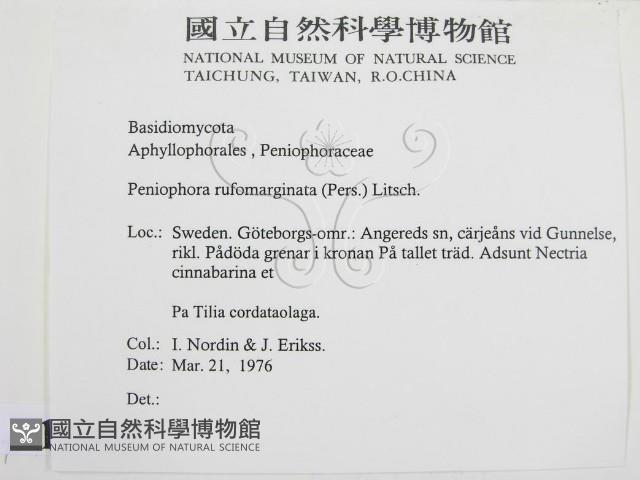 國立自然科學博物館
NATIONAL MUSEUM OF NATURAL SCIENCE
TAICHUNG, TAIWAN, R.O.CHINA
Basidiomycota
Aphyllophorales , Peniophoraceae
Peniophora rufomarginata (Pers.) Litsch.
Loc.: Sweden. Göteborgs-omr.: Angereds sn, cärjeåns vid Gunnelse,
rikl. Pådöda grenar i kronan På tallet träd. Adsunt Nectria
cinnabarina et
Pa Tilia cordataolaga.
Col.: I. Nordin & J. Erikss.
Date: Mar. 21, 1976
Det.:
國立自然科學博物館
NATIONAL MUSEUM OF NATURAL SCIENCE